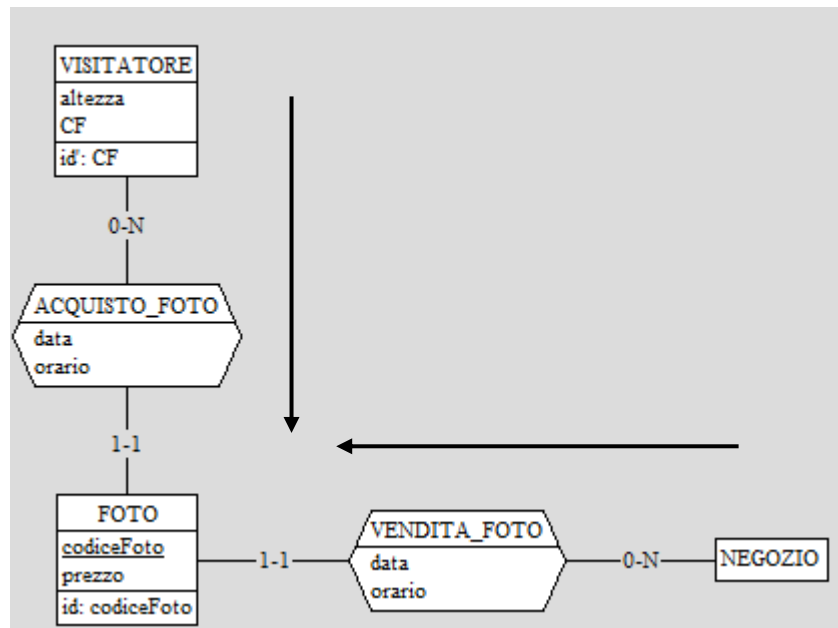 VISITATORE
altezza
CF
id': CF
0-N
ACQUISTO_FOTO
data
orario
1-1
FOTO
codiceFoto
prezzo
id: codiceFoto
1-1
VENDITA_FOTO
data
orario
0-N
NEGOZIO